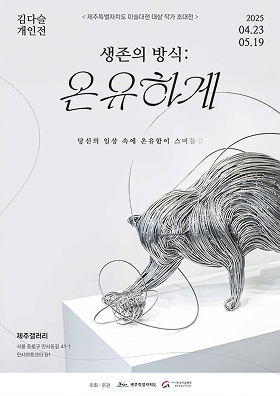 김다슬
개인전
< 제주특별자치도 미술대전 대상 작가 초대전 >
2025
04.23
05.19
생존의 방식:
온유하게
당신의 일상 속에 온유함이 스며들길
제주갤러리
서울 종로구 인사동길 41-1
인사아트센터 B1
주최 / 주관
제주특별자치도